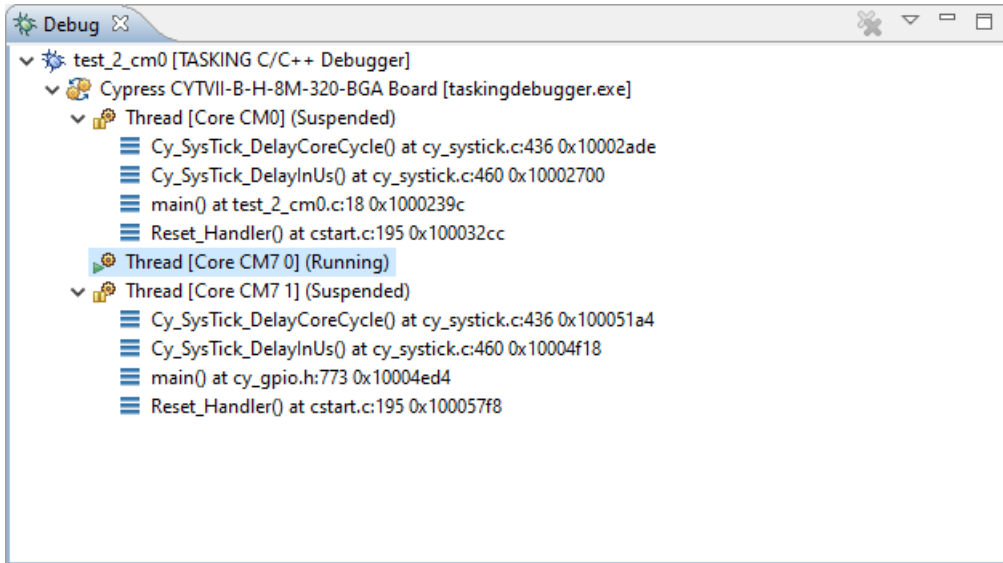 Debug
test_2_cm0 [TASKING C/C++ Debugger]
Cypress CYTVII-B-H-8M-320-BGA Board [taskingdebugger.exe]
Thread [Core CM0] (Suspended)
Cy_SysTick_DelayCoreCycle() at cy_systick.c:436 0x10002ade
Cy_SysTick_DelayInUs() at cy_systick.c:460 0x10002700
main() at test_2_cm0.c:18 0x1000239c
Reset_Handler() at cstart.c:195 0x100032cc
Thread [Core CM7 0] (Running)
Thread [Core CM7 1] (Suspended)
Cy_SysTick_DelayCoreCycle() at cy_systick.c:436 0x100051a4
Cy_SysTick_DelayInUs() at cy_systick.c:460 0x10004f18
main() at cy_gpio.h:773 0x10004ed4
Reset_Handler() at cstart.c:195 0x100057f8